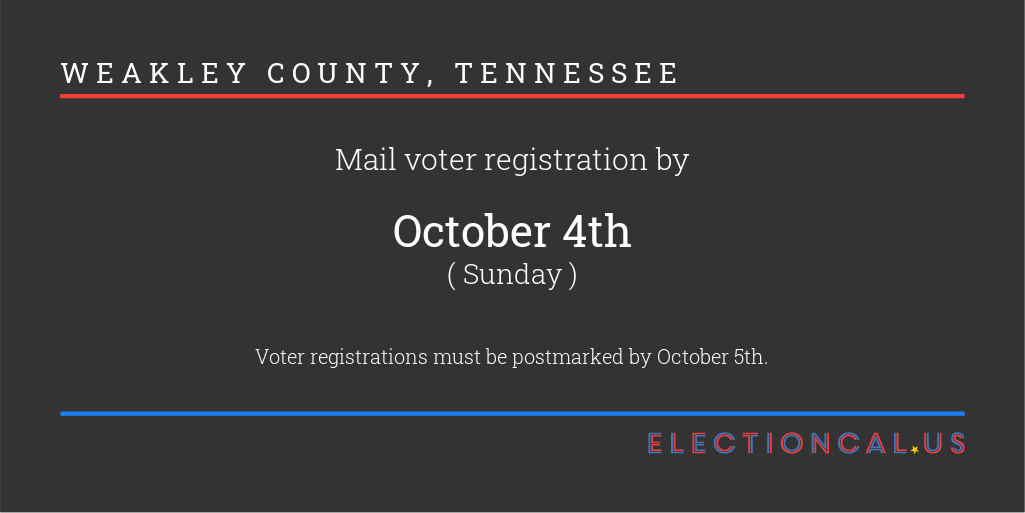 WEAKLEY COUNTY, TENNESSEE
Mail voter registration by
October 4th
( Sunday )
Voter registrations must be postmarked by October 5th.
ELECTIONCAL.US